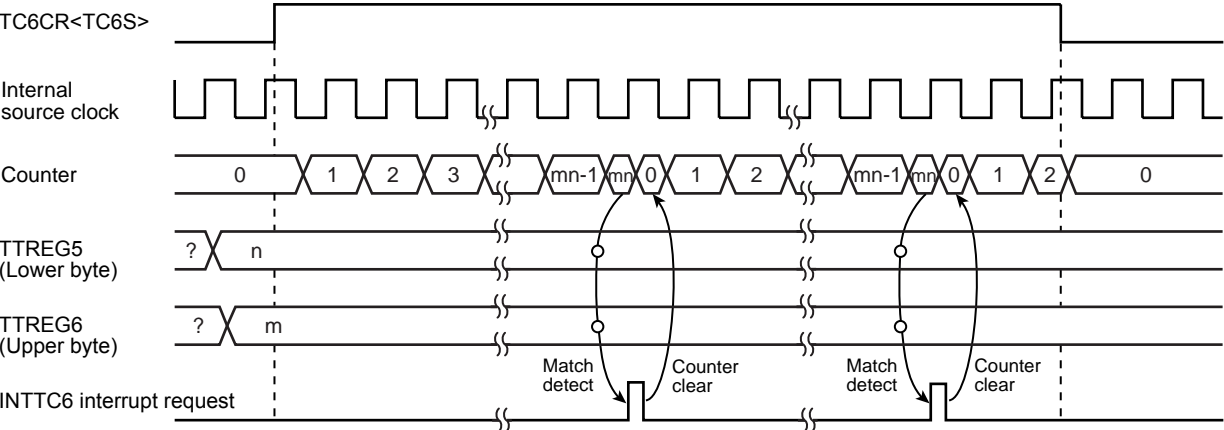 TC6CR<TC6S>
Internal
source clock
Counter
0 1 2 3 mn-1 mn 0 1 2 mn-1 mn 0 1 2 0
TTREG5
(Lower byte)
? n
TTREG6
(Upper byte)
? m
Match
detect
Counter
clear
Match
detect
Counter
clear
INTTC6 interrupt request